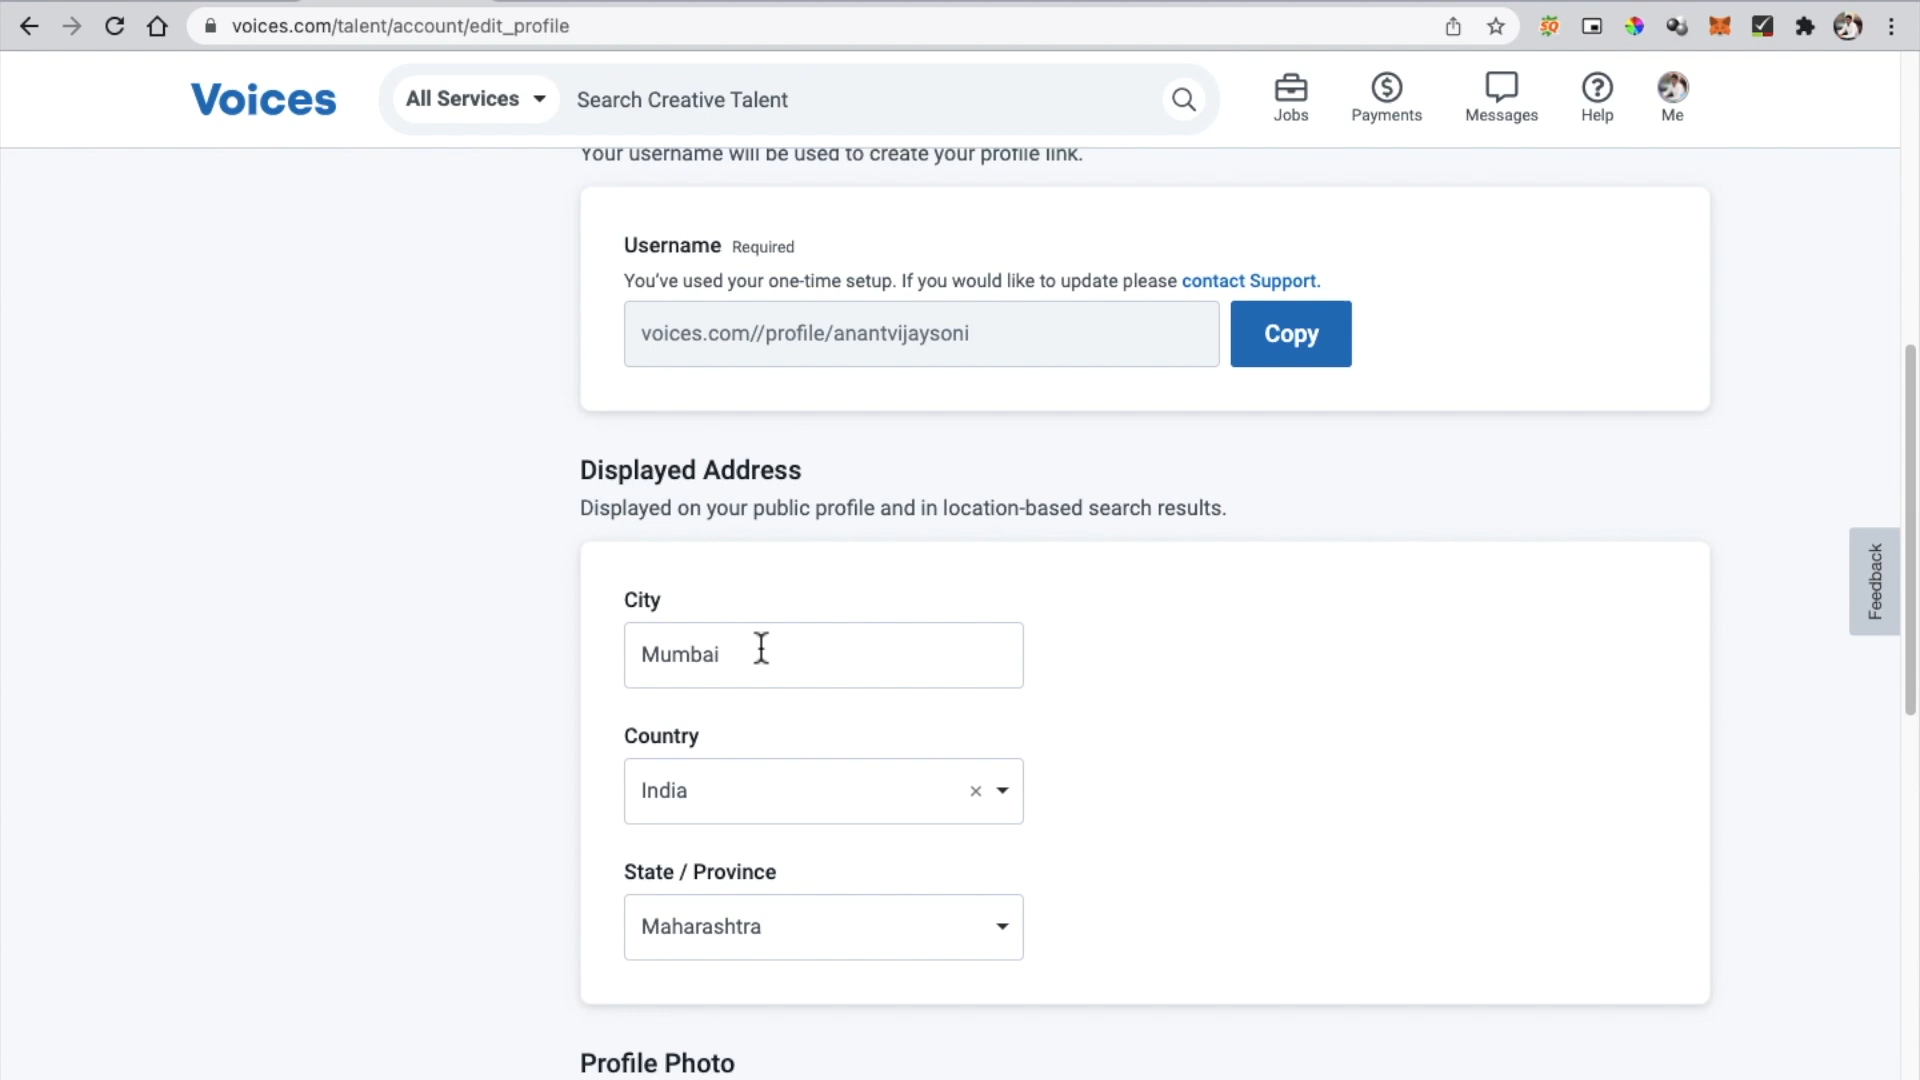 voices.com/talent/account/edit_profile
Voices
All Services
Search Creative Talent
Jobs
Payments
Messages
Help
Me
Your username will be used to create your profile link.
Username Required
You've used your one-time setup. If you would like to update please contact Support.
voices.com//profile/anantvijaysoni
Copy
Displayed Address
Displayed on your public profile and in location-based search results.
City
Mumbai
Country
India
State / Province
Maharashtra
Feedback
Profile Photo